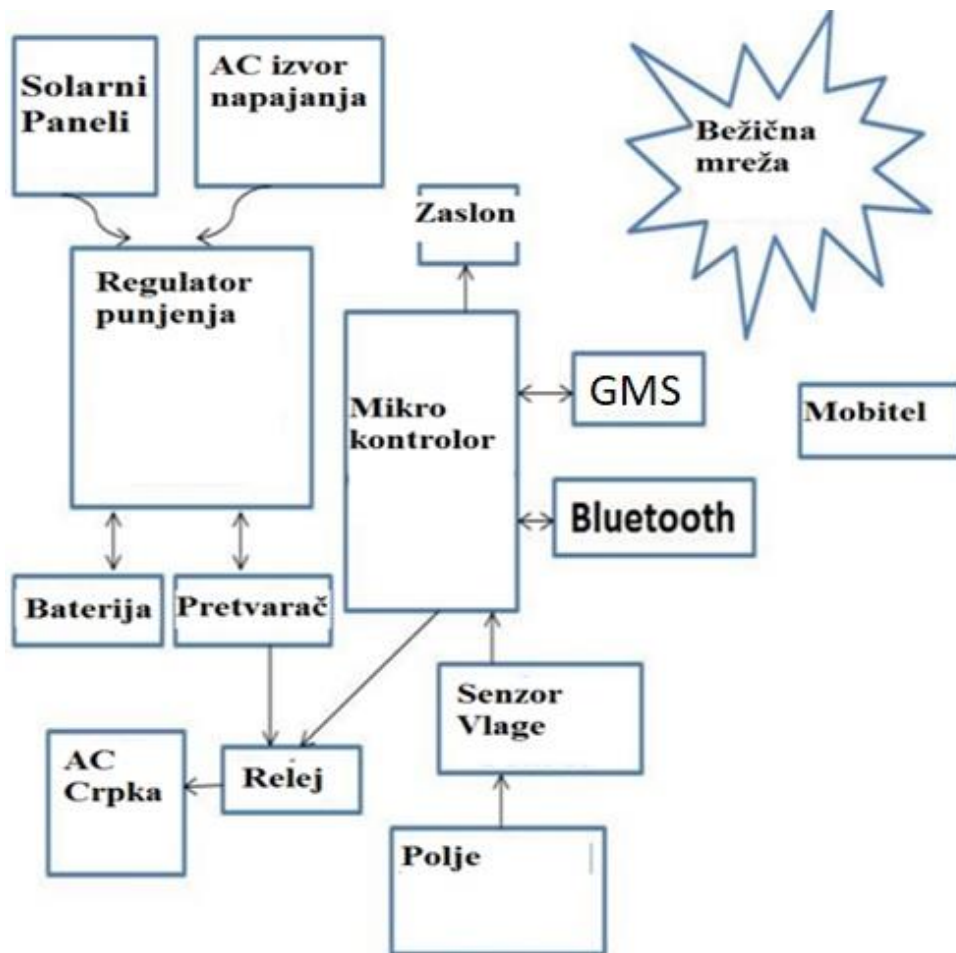 Solarni
Paneli
AC izvor
napajanja
Bežična
mreža
Zaslon
Regulator
punjenja
Mikro
kontrolor
GMS
Mobitel
Bluetooth
Baterija
Pretvarač
Senzor
Vlage
AC
Crpka
Relej
Polje